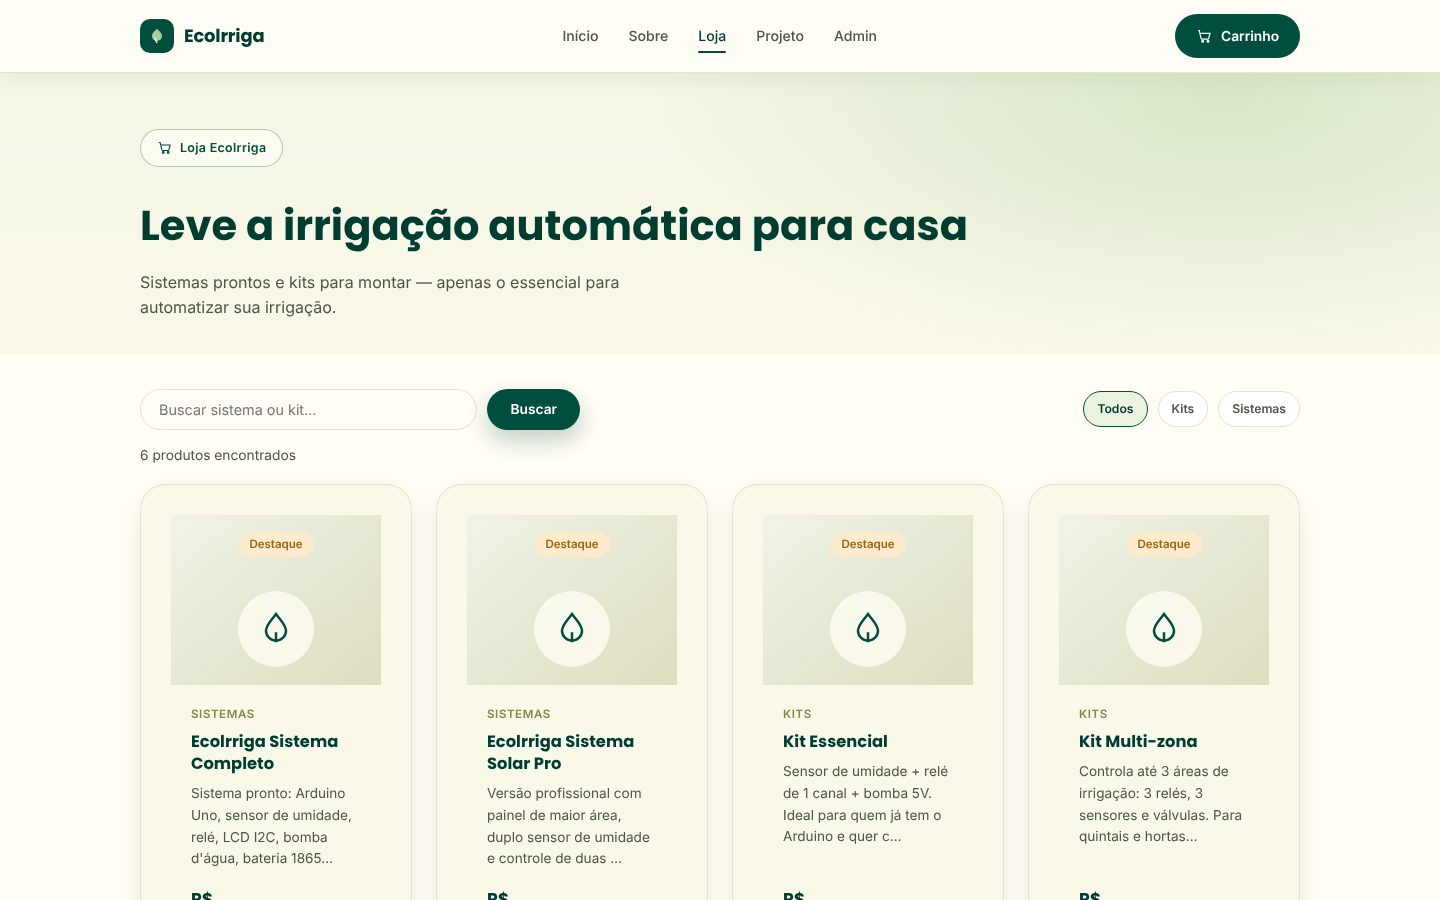 EcoIrriga
Início
Sobre
Loja
Projeto
Admin
Carrinho
Loja EcoIrriga
Leve a irrigação automática para casa
Sistemas prontos e kits para montar — apenas o essencial para
automatizar sua irrigação.
Buscar sistema ou kit...
Buscar
Todos
Kits
Sistemas
6 produtos encontrados
Destaque
SISTEMAS
EcoIrriga Sistema
Completo
Sistema pronto: Arduino
Uno, sensor de umidade,
relé, LCD I2C, bomba
d'água, bateria 1865...
R$
Destaque
SISTEMAS
EcoIrriga Sistema
Solar Pro
Versão profissional com
painel de maior área,
duplo sensor de umidade
e controle de duas ...
R$
Destaque
KITS
Kit Essencial
Sensor de umidade + relé
de 1 canal + bomba 5V.
Ideal para quem já tem o
Arduino e quer c...
R$
Destaque
KITS
Kit Multi-zona
Controla até 3 áreas de
irrigação: 3 relés, 3
sensores e válvulas. Para
quintais e hortas...
R$